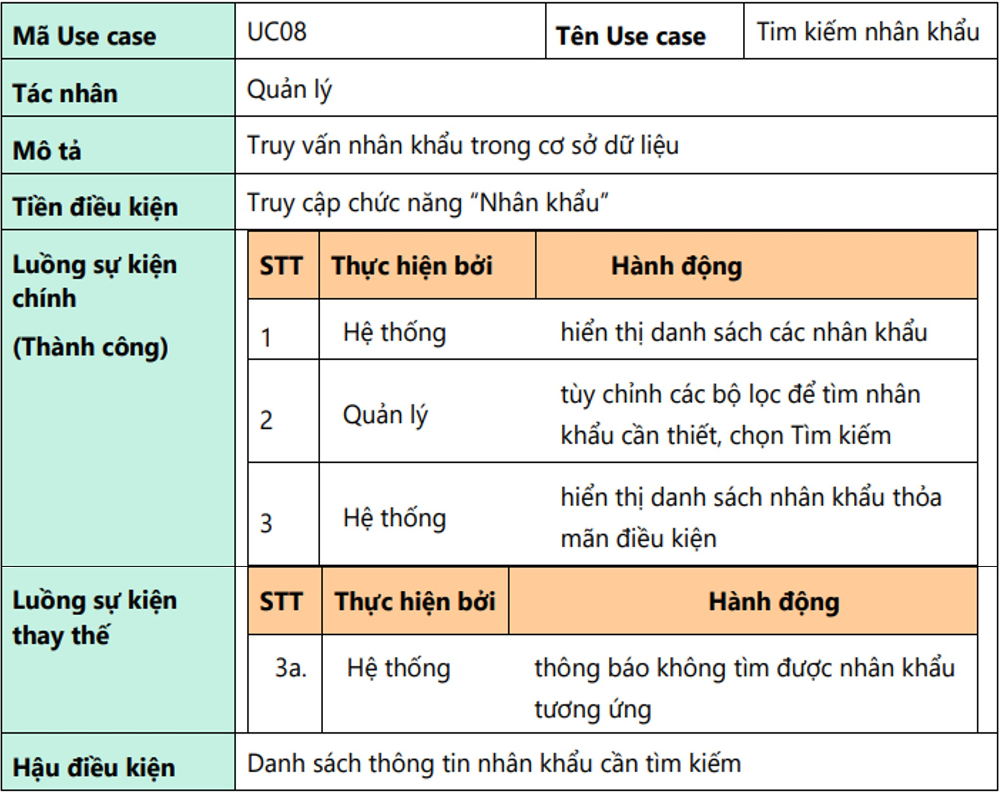 Mã Use case UC08 Tên Use case Tim kiếm nhân khẩu
Tác nhân Quản lý
Mô tả Truy vấn nhân khẩu trong cơ sở dữ liệu
Tiền điều kiện Truy cập chức năng “Nhân khẩu”
Luồng sự kiện
chính
(Thành công)
STT Thực hiện bởi Hành động
1 Hệ thống hiển thị danh sách các nhân khẩu
2 Quản lý tùy chỉnh các bộ lọc để tìm nhân
khẩu cần thiết, chọn Tìm kiếm
3 Hệ thống hiển thị danh sách nhân khẩu thỏa
mãn điều kiện
Luồng sự kiện
thay thế
STT Thực hiện bởi Hành động
3a. Hệ thống thông báo không tìm được nhân khẩu
tương ứng
Hậu điều kiện Danh sách thông tin nhân khẩu cần tìm kiếm